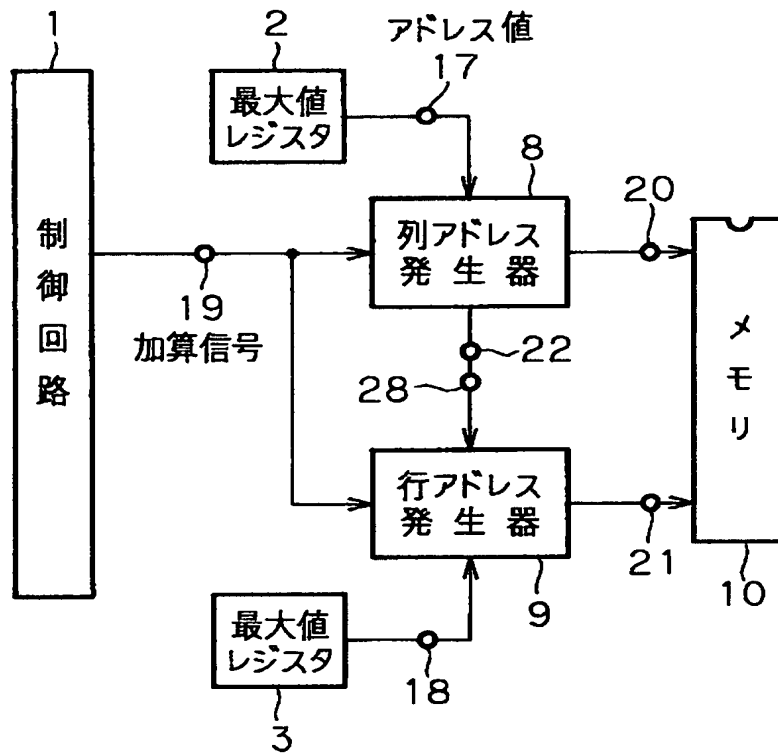 1
2
アドレス値
17
最大値
レジスタ
8
20
列アドレス
発生器
制御回路
19
加算信号
22
28
メモリ
行アドレス
発生器
21
10
9
最大値
レジスタ
18
3